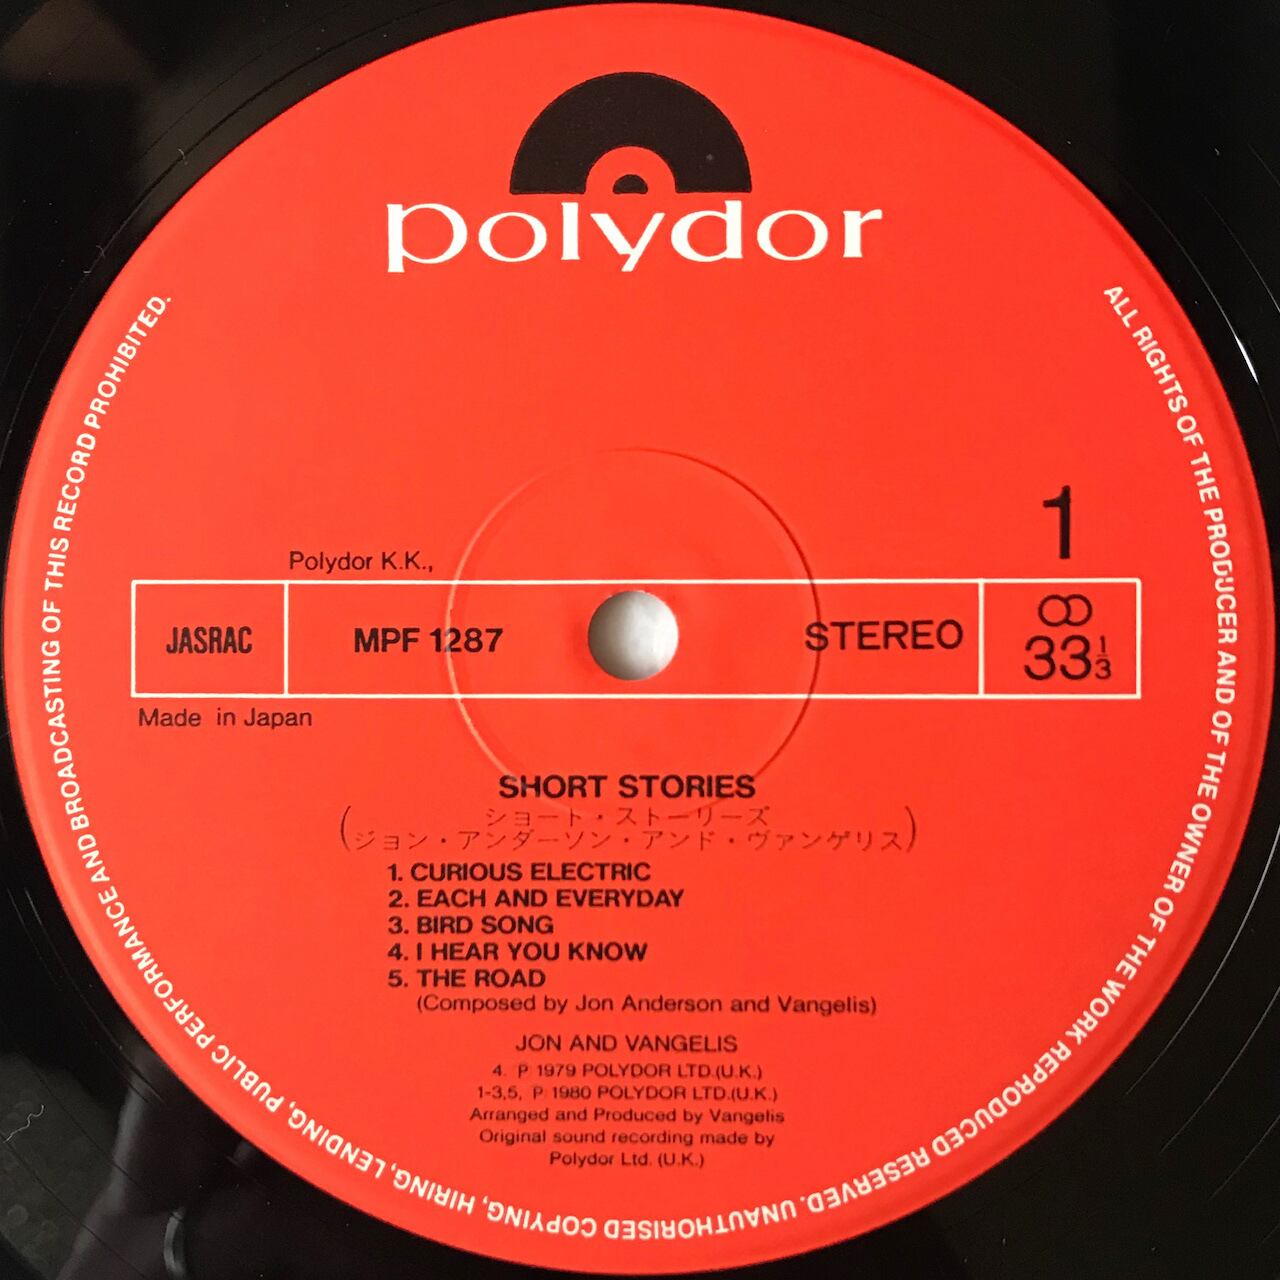 polydor
ALL RIGHTS OF THE PRODUCER AND OF THE OWNER OF THE WORK REPRODUCED RESERVED. UNAUTHORISED COPYING, HIRING, LENDING, PUBLIC PERFORMANCE AND BROADCASTING OF THIS RECORD PROHIBITED.
1
Polydor K.K.,
JASRAC MPF 1287 STEREO 33 1/3
Made in Japan
SHORT STORIES
(ショート・ストーリーズ
ジョン・アンダーソン・アンド・ヴァンゲリス)
1. CURIOUS ELECTRIC
2. EACH AND EVERYDAY
3. BIRD SONG
4. I HEAR YOU KNOW
5. THE ROAD
(Composed by Jon Anderson and Vangelis)
JON AND VANGELIS
4. P 1979 POLYDOR LTD.(U.K.)
1-3,5, P 1980 POLYDOR LTD.(U.K.)
Arranged and Produced by Vangelis
Original sound recording made by
Polydor Ltd. (U.K.)